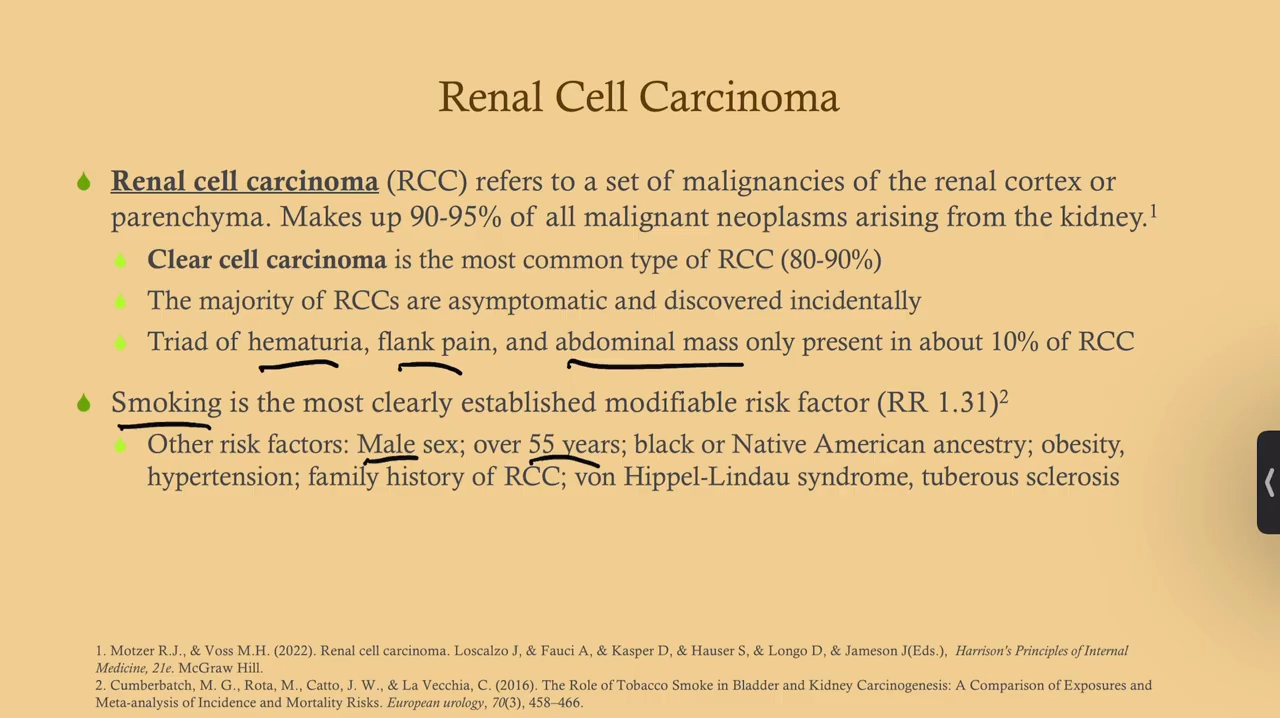 Renal Cell Carcinoma
Renal cell carcinoma (RCC) refers to a set of malignancies of the renal cortex or
parenchyma. Makes up 90-95% of all malignant neoplasms arising from the kidney.1
Clear cell carcinoma is the most common type of RCC (80-90%)
The majority of RCCs are asymptomatic and discovered incidentally
Triad of hematuria, flank pain, and abdominal mass only present in about 10% of RCC
Smoking is the most clearly established modifiable risk factor (RR 1.31)2
Other risk factors: Male sex; over 55 years; black or Native American ancestry; obesity,
hypertension; family history of RCC; von Hippel-Lindau syndrome, tuberous sclerosis
1. Motzer R.J., & Voss M.H. (2022). Renal cell carcinoma. Loscalzo J, & Fauci A, & Kasper D, & Hauser S, & Longo D, & Jameson J(Eds.), Harrison's Principles of Internal
Medicine, 21e. McGraw Hill.
2. Cumberbatch, M. G., Rota, M., Catto, J. W., & La Vecchia, C. (2016). The Role of Tobacco Smoke in Bladder and Kidney Carcinogenesis: A Comparison of Exposures and
Meta-analysis of Incidence and Mortality Risks. European urology, 70(3), 458–466.